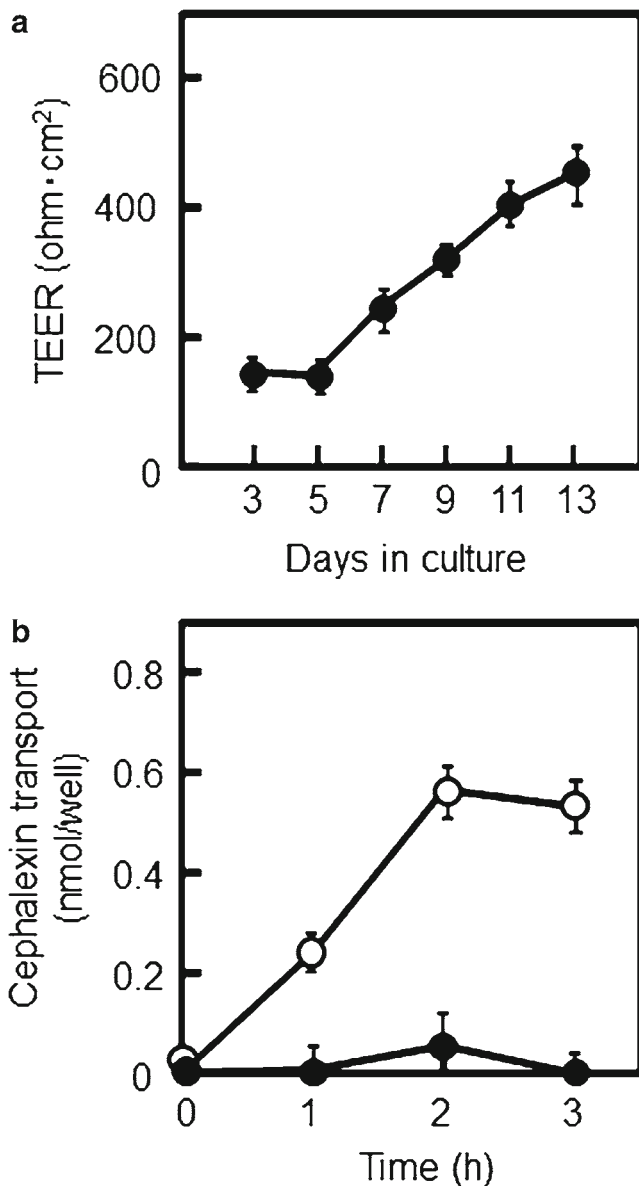 a
TEER (ohm·cm²)
600
400
200
0
3 5 7 9 11 13
Days in culture
b
Cephalexin transport
(nmol/well)
0.8
0.6
0.4
0.2
0
0 1 2 3
Time (h)